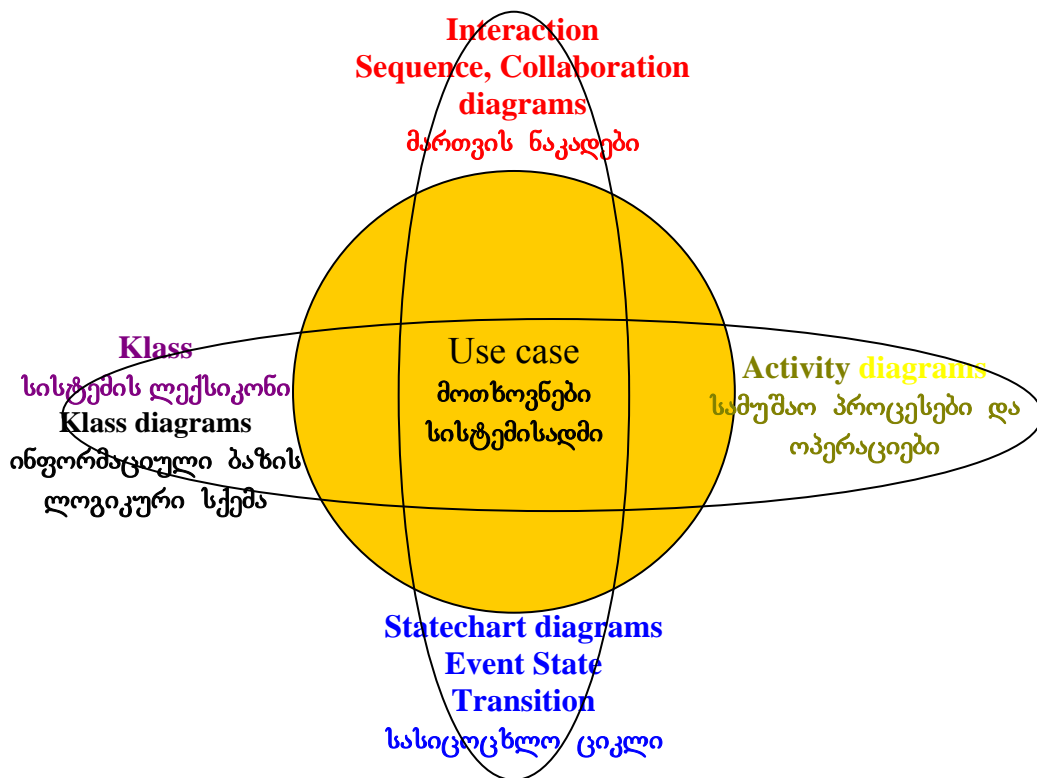 Interaction
Sequence, Collaboration
diagrams
მართვის ნაკადები
Klass
სისტემის ლექსიკონი
Klass diagrams
ინფორმაციული ბაზის
ლოგიკური სქემა
Use case
მოთხოვნები
სისტემისადმი
Activity diagrams
სამუშაო პროცესები და
ოპერაციები
Statechart diagrams
Event State
Transition
სასიცოცხლო ციკლი